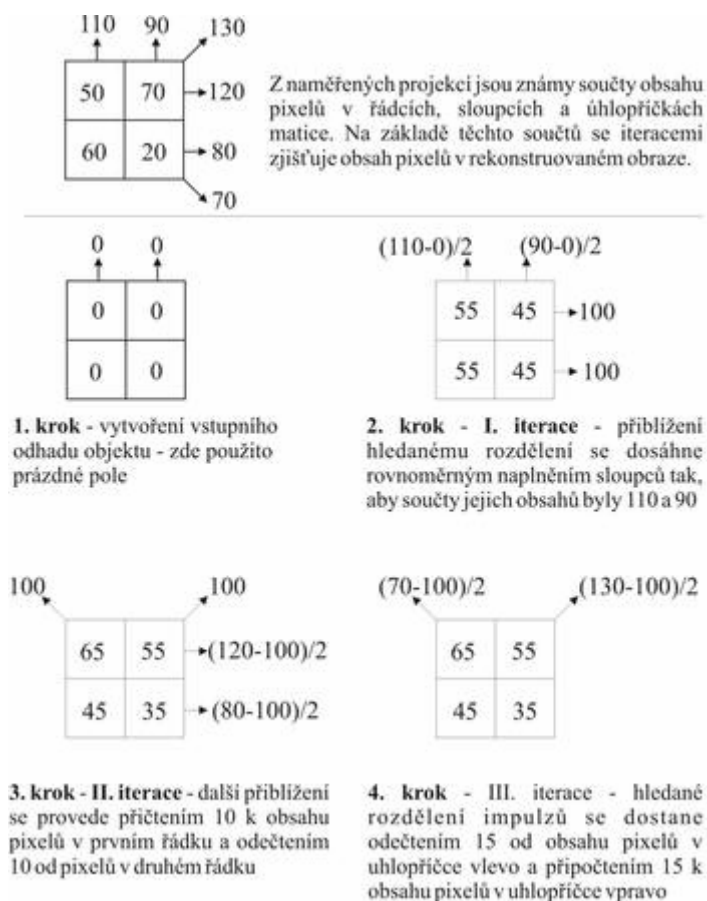 110 90 130
50 70 120
60 20 80
70
Z naměřených projekcí jsou známy součty obsahu
pixelů v řádcích, sloupcích a úhlopříčkách
matice. Na základě těchto součtů se iteracemi
zjišťuje obsah pixelů v rekonstruovaném obraze.
0 0
0 0
0 0
1. krok - vytvoření vstupního
odhadu objektu - zde použito
prázdné pole
(110-0)/2 (90-0)/2
55 45 100
55 45 100
2. krok - I. iterace - přiblížení
hledanému rozdělení se dosáhne
rovnoměrným naplněním sloupců tak,
aby součty jejich obsahů byly 110 a 90
100 100
65 55 (120-100)/2
45 35 (80-100)/2
3. krok - II. iterace - další přiblížení
se provede přičtením 10 k obsahu
pixelů v prvním řádku a odečtením
10 od pixelů v druhém řádku
(70-100)/2 (130-100)/2
65 55
45 35
4. krok - III. iterace - hledané
rozdělení impulzů se dostane
odečtením 15 od obsahu pixelů v
uhlopříčce vlevo a připočtením 15 k
obsahu pixelů v uhlopříčce vpravo